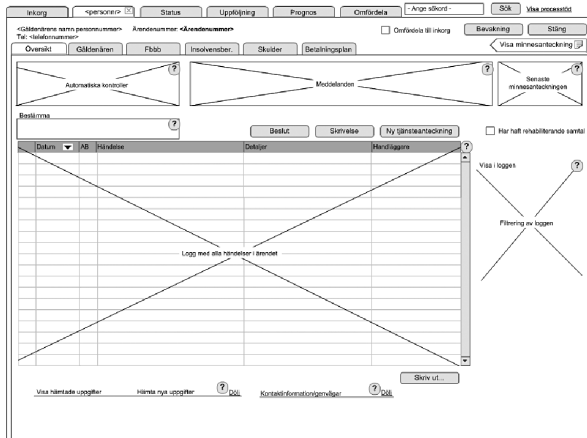 Inkorg <personnr> Status Uppföljning Prognos Omfördela - Ange sökord - Sök Visa processtöd
<Gäldenärens namn personnummer> Ärendenummer: <Ärendenummer> Omfördela till inkorg Bevakning Stäng
Tel: <telefonnummer>
Översikt Gäldenären Fbbb Insolvensber. Skulder Betalningsplan Visa minnesanteckning
Automatiska kontroller ? Meddelanden ? Senaste minnesanteckningen ?
Bestämma ?
Beslut Skrivelse Ny tjänsteanteckning Har haft rehabiliterande samtal
Datum AB Händelse Detaljer Handläggare ?
Visa i loggen ?
Filtrering av loggen
Logg med alla händelser i ärendet
Skriv ut...
Visa hämtade uppgifter Hämta nya uppgifter ? Dölj Kontaktinformation/genvägar ? Dölj